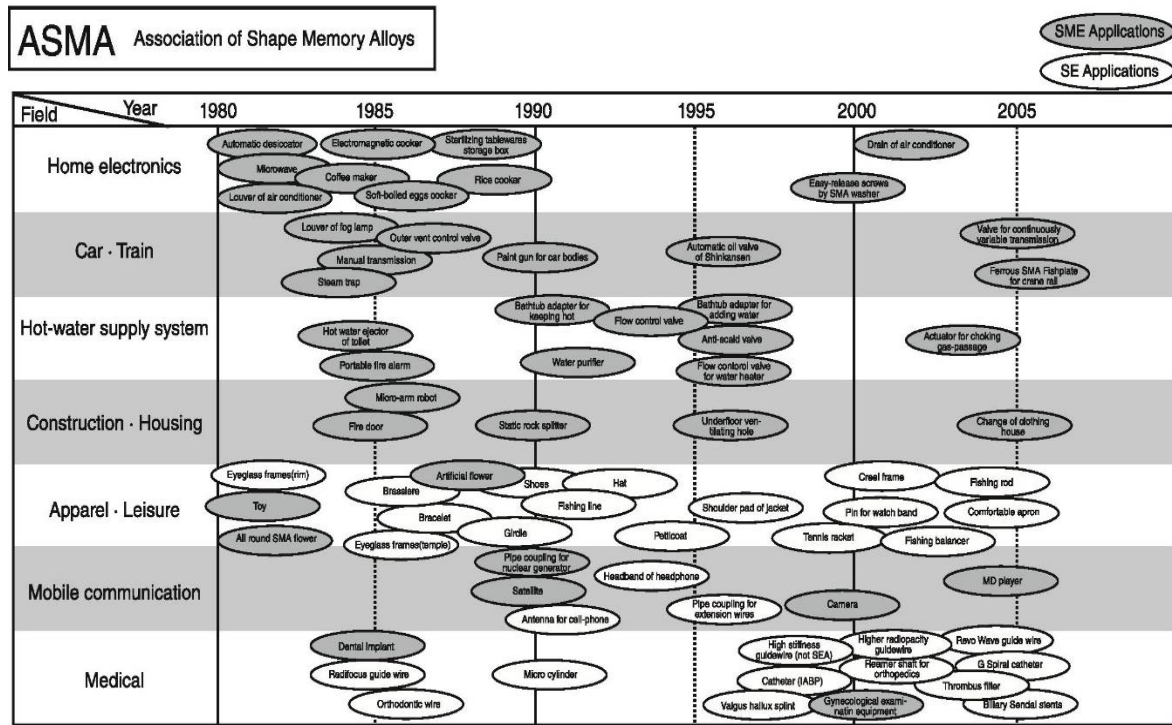 ASMA Association of Shape Memory Alloys
SME Applications
SE Applications
Field Year 1980 1985 1990 1995 2000 2005
Home electronics
Automatic desiccator
Electromagnetic cooker
Sterilizing tablewares
storage box
Drain of air conditioner
Microwave
Coffee maker
Rice cooker
Easy-release screws
by SMA washer
Louver of air conditioner
Soft-boiled eggs cooker
Car · Train
Louver of fog lamp
Outer vent control valve
Valve for continuously
variable transmission
Manual transmission
Paint gun for car bodies
Automatic oil valve
of Shinkansen
Steam trap
Ferrous SMA Fishplate
for crane rail
Hot-water supply system
Bathtub adapter for
keeping hot
Flow control valve
Bathtub adapter for
adding water
Hot water ejector
of toilet
Anti-scald valve
Actuator for choking
gas-passage
Portable fire alarm
Water purifier
Flow contorol valve
for water heater
Construction · Housing
Micro-arm robot
Fire door
Static rock splitter
Underfloor ven-
tilating hole
Change of clothing
house
Apparel · Leisure
Eyeglass frames(rim)
Artificial flower
Shoes
Hat
Creel frame
Fishing rod
Toy
Brasslere
Fishing line
Shoulder pad of jacket
Pin for watch band
Comfortable apron
Bracelet
All round SMA flower
Eyeglass frames(temple)
Girdle
Petticoat
Tennis racket
Fishing balancer
Mobile communication
Pipe coupling for
nuclear generator
Headband of headphone
MD player
Satellite
Pipe coupling for
extension wires
Camera
Antenna for cell-phone
Medical
Dental implant
High stiffness
guidewire (not SEA)
Higher radiopacity
guidewire
Revo Wave guide wire
Radifocus guide wire
Micro cylinder
Catheter (IABP)
Reamer shaft for
orthopedics
G Spiral catheter
Thrombus filter
Orthodontic wire
Valgus hallux splint
Gynecological exami-
natin equipment
Biliary Sendai stents